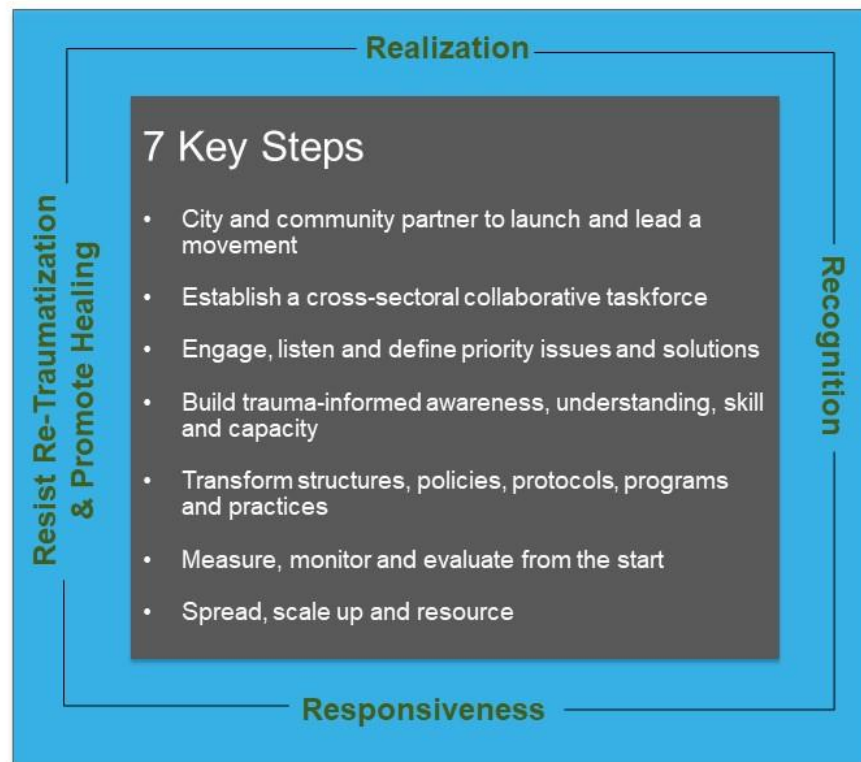 Realization
7 Key Steps
• City and community partner to launch and lead a
movement
• Establish a cross-sectoral collaborative taskforce
• Engage, listen and define priority issues and solutions
• Build trauma-informed awareness, understanding, skill
and capacity
• Transform structures, policies, protocols, programs
and practices
• Measure, monitor and evaluate from the start
• Spread, scale up and resource
Recognition
Responsiveness
Resist Re-Traumatization
& Promote Healing